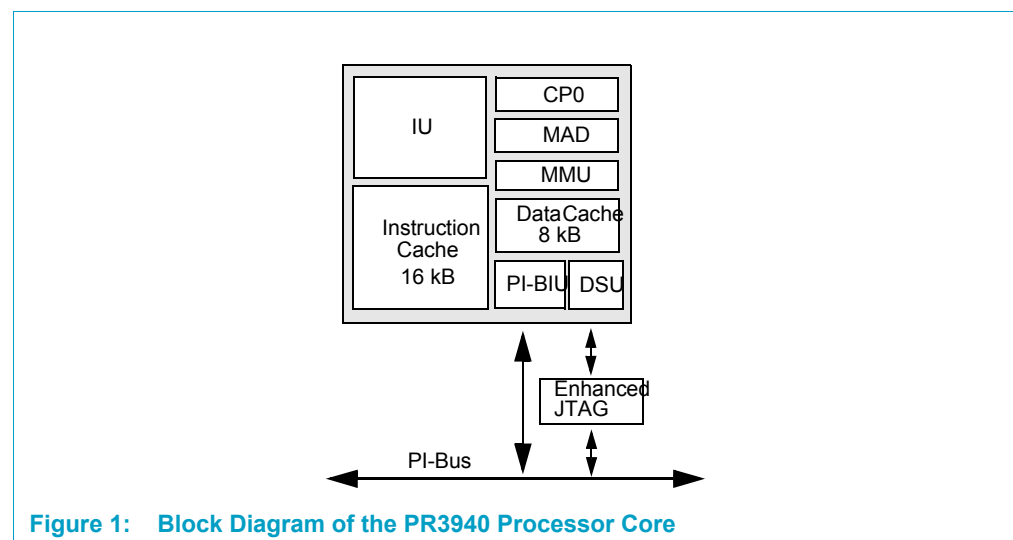 IU
CP0
MAD
MMU
Instruction
Cache
16 kB
DataCache
8 kB
PI-BIU
DSU
Enhanced
JTAG
PI-Bus
Figure 1: Block Diagram of the PR3940 Processor Core